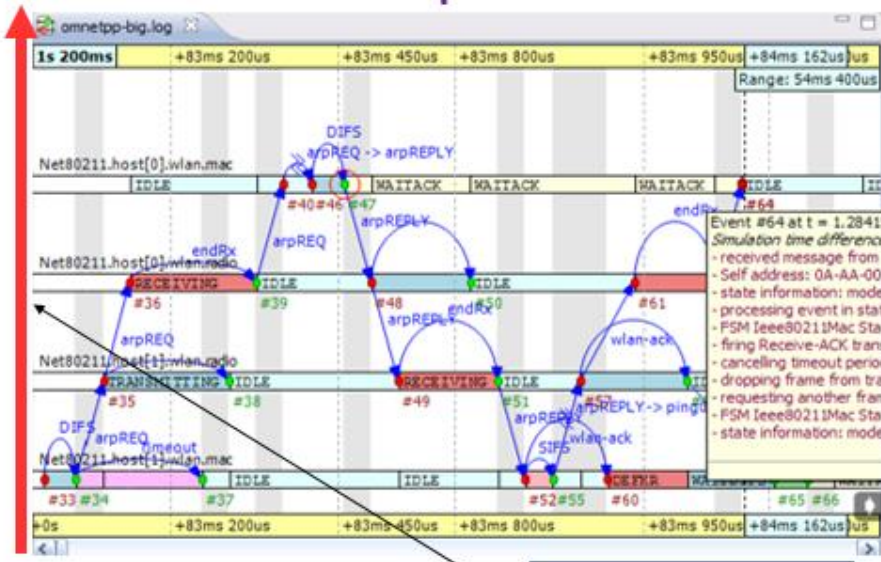 omnetpp-big.log
1s 200ms +83ms 200us +83ms 450us +83ms 800us +83ms 950us +84ms 162us us
Range: 54ms 400us
DIFS
arpREQ -> arpREPLY
Net80211.host[0].wlan.mac
IDLE WAITACK WAITACK WAITACK IDLE
#40 #46 #47 #64
arpREPLY
endRx
arpREQ
endRx
Net80211.host[0].wlan.radio
RECEIVING IDLE IDLE
#36 #39 #48 #50 #61
arpREPLY endRx
arpREQ
wlan-ack
Net80211.host[1].wlan.radio
TRANSMITTING IDLE RECEIVING IDLE
#35 #38 #49 #51 #57
arpREPLY arpREPLY-> ping0
DIFS arpREQ timeout
SIFS wlan-ack
Net80211.host[1].wlan.mac
IDLE IDLE DEFER
#33 #34 #37 #52 #55 #60 #65 #66
Event #64 at t = 1.2841
Simulation time difference
- received message from
- Self address: 0A-AA-00
- state information: mode
- processing event in stat
- FSM Ieee80211Mac Sta
- firing Receive-ACK trans
- cancelling timeout perio
- dropping frame from tra
- requesting another fram
- FSM Ieee80211Mac Sta
- state information: mode
+0s +83ms 200us +83ms 450us +83ms 800us +83ms 950us +84ms 162us us